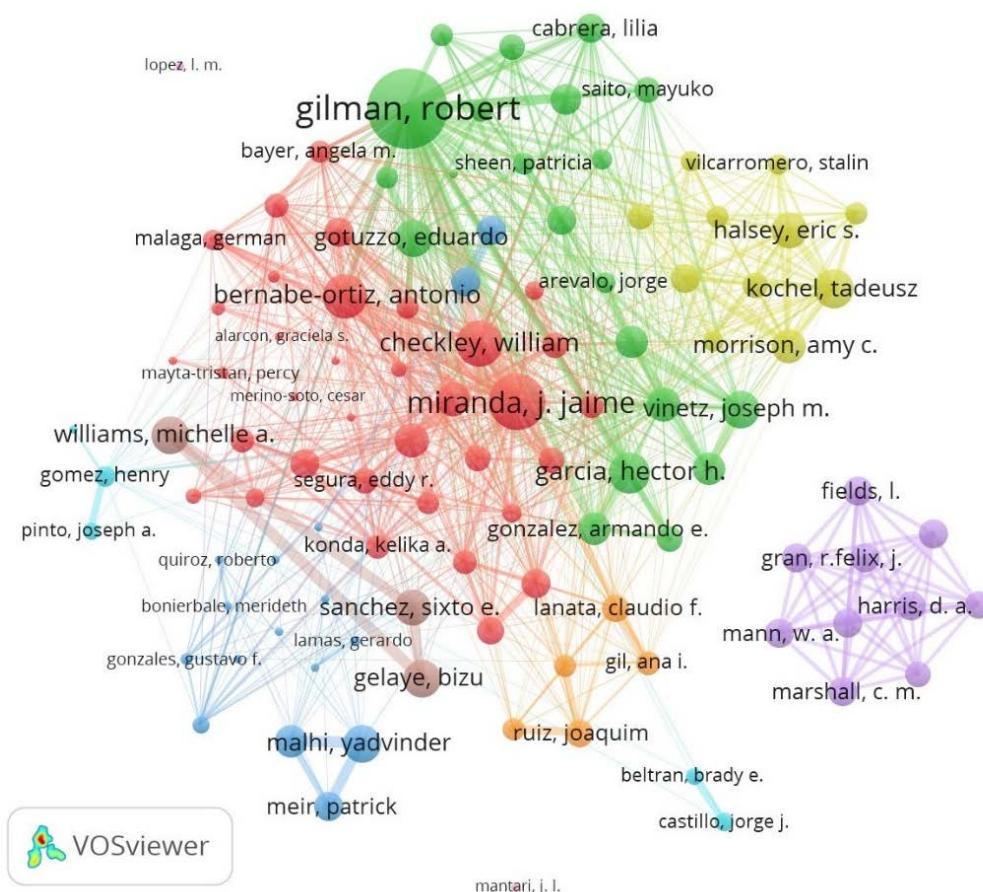 cabrera, lilia
lopez, l. m.
saito, mayuko
gilman, robert
bayer, angela m.
sheen, patricia
vilcarromero, stalin
malaga, german
gotuzzo, eduardo
halsey, eric s.
arevalo, jorge
bernabe-ortiz, antonio
kochel, tadeusz
alarcon, graciela s.
checkley, william
morrison, amy c.
mayta-tristan, percy
merino-soto, cesar
miranda, j. jaime
vinetz, joseph m.
williams, michelle a.
gomez, henry
segura, eddy r.
garcia, hector h.
fields, l.
pinto, joseph a.
gonzalez, armando e.
konda, kelika a.
quiroz, roberto
gran, r.felix, j.
bonierbale, merideth
sanchez, sixto e.
lanata, claudio f.
harris, d. a.
lamas, gerardo
mann, w. a.
gonzales, gustavo f.
gelaye, bizu
gil, ana i.
marshall, c. m.
malhi, yadvinder
ruiz, joaquim
beltran, brady e.
meir, patrick
castillo, jorge j.
VOSviewer
mantari, j. l.